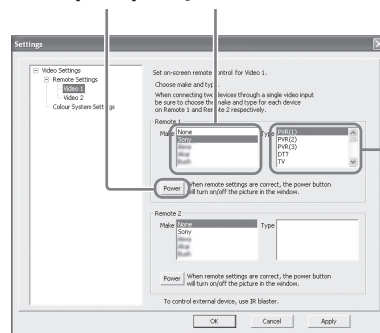 Settings
Video Settings
Remote Settings
Video 1
Video 2
Colour System Settings
Set on-screen remote control for Video 1.
Choose make and type.
When connecting two devices through a single video input
be sure to choose the make and type for each device
on Remote 1 and Remote 2 respectively.
Remote 1
Make
None
Sony
Type
PVR(1)
PVR(2)
PVR(3)
DTT
TV
Power
When remote settings are correct, the power button
will turn on/off the picture in the window.
Remote 2
Make
None
Sony
Type
Power
When remote settings are correct, the power button
will turn on/off the picture in the window.
To control external device, use IR blaster.
OK
Cancel
Apply